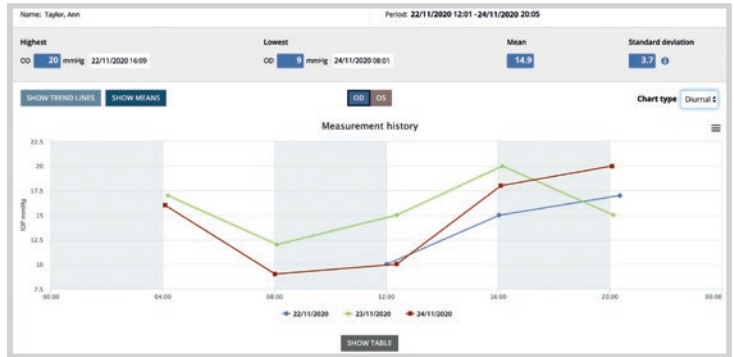 Name: Taylor, Ann Period: 22/11/2020 12:01 - 24/11/2020 20:05
Highest Lowest Mean Standard deviation
OD 20 mmHg 22/11/2020 16:09 OD 9 mmHg 24/11/2020 08:01 14.9 3.7
SHOW TREND LINES SHOW MEANS OD OS Chart type Diurnal
Measurement history
22.5
20
17.5
15
12.5
10
7.5
IOP mmHg
00:00 04:00 08:00 12:00 16:00 20:00 00:00
22/11/2020 23/11/2020 24/11/2020
SHOW TABLE